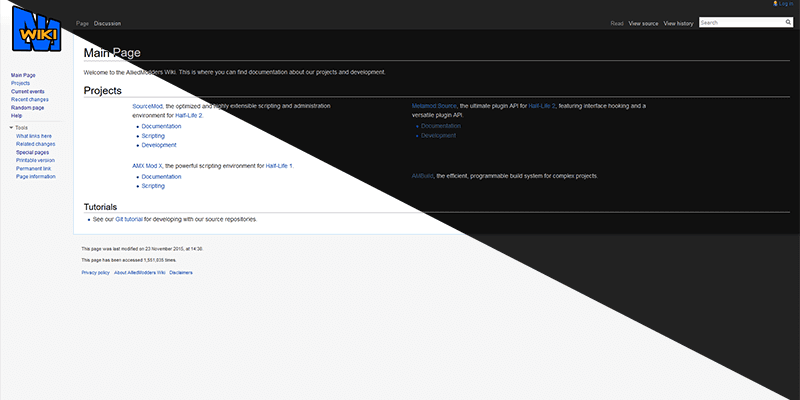 Log in
WIKI
Page Discussion Read View source View history Search
Main Page
Welcome to the AlliedModders Wiki. This is where you can find documentation about our projects and development.
Main Page
Projects
Current events
Recent changes
Random page
Help
Tools
What links here
Related changes
Special pages
Printable version
Permanent link
Page information
Projects
SourceMod, the optimized and highly extensible scripting and administration
environment for Half-Life 2.
Documentation
Scripting
Development
Metamod:Source, the ultimate plugin API for Half-Life 2, featuring interface hooking and a
versatile plugin API.
Documentation
Development
AMX Mod X, the powerful scripting environment for Half-Life 1.
Documentation
Scripting
AMBuild, the efficient, programmable build system for complex projects.
Tutorials
See our Git tutorial for developing with our source repositories.
This page was last modified on 23 November 2015, at 14:36.
This page has been accessed 1,551,835 times.
Privacy policy About AlliedModders Wiki Disclaimers